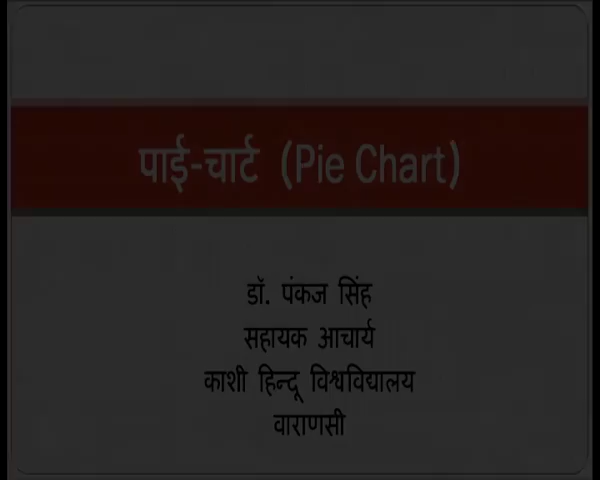 पाई-चार्ट (Pie Chart)
डॉ. पंकज सिंह
सहायक आचार्य
काशी हिन्दू विश्वविद्यालय
वाराणसी